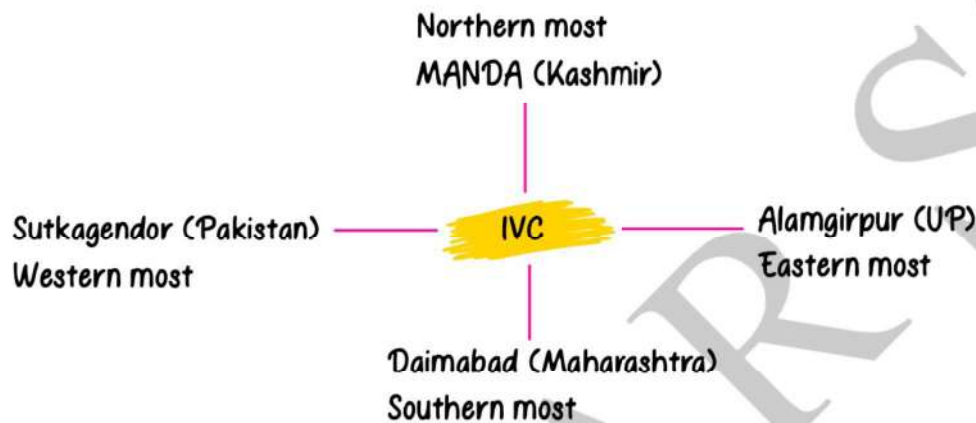 Northern most
MANDA (Kashmir)
Sutkagendor (Pakistan)
Western most
IVC
Alamgirpur (UP)
Eastern most
Daimabad (Maharashtra)
Southern most